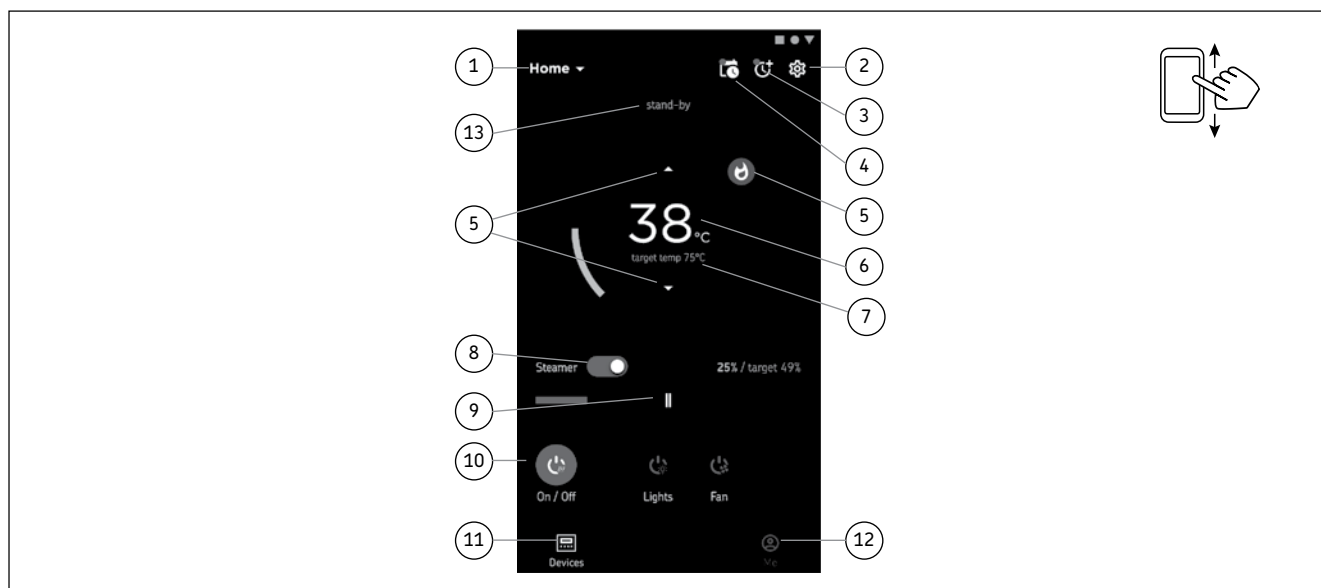 1
Home
2
3
13
stand-by
4
5
5
38 °C
6
target temp 75°C
7
8
Steamer
25% / target 49%
9
10
On / Off
Lights
Fan
11
12
Devices
Me